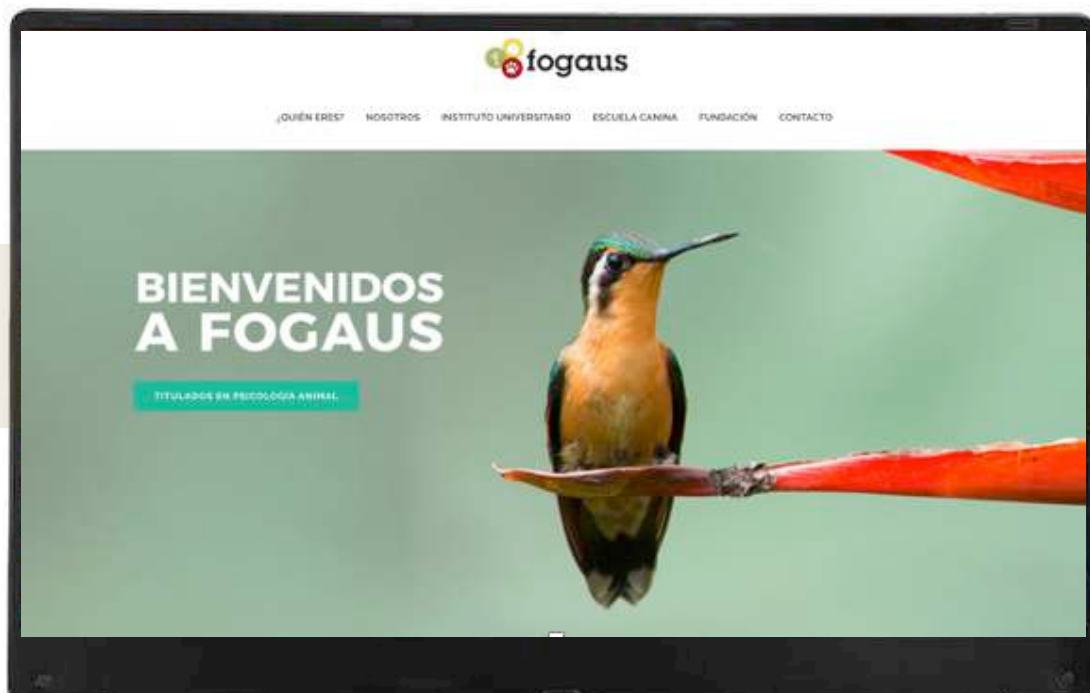 fogaus
¿QUIÉN ERES? NOSOTROS INSTITUTO UNIVERSITARIO ESCUELA CANINA FUNDACIÓN CONTACTO
BIENVENIDOS
A FOGAUS
TITULADOS EN PSICOLOGÍA ANIMAL